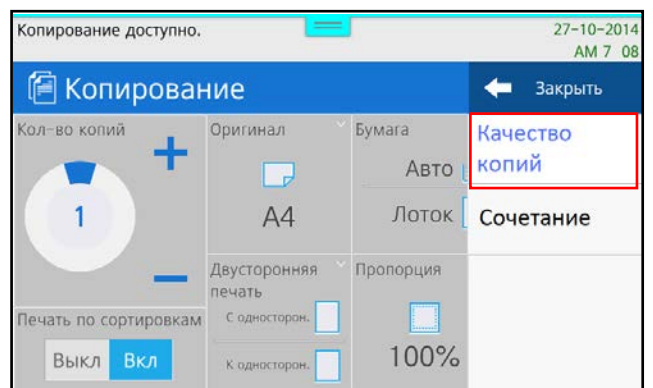 Копирование доступно.
27-10-2014
AM 7 08
Копирование
Закрыть
Кол-во копий
1
Оригинал
A4
Бумага
Авто
Лоток
Качество
копий
Сочетание
Двусторонняя
печать
С односторон.
К односторон.
Пропорция
100%
Печать по сортировкам
Выкл Вкл